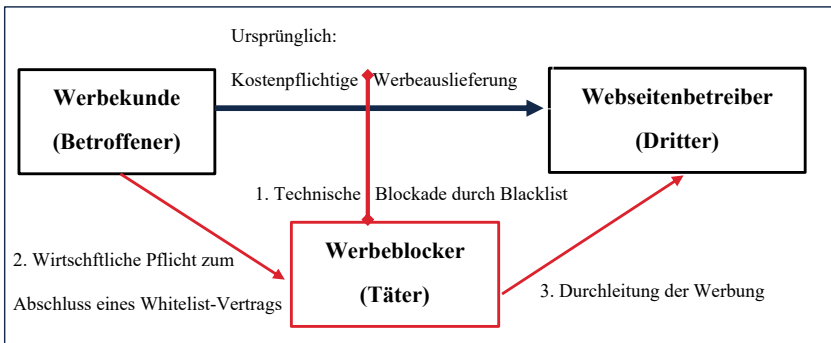 Ursprünglich:
Kostenpflichtige Werbeauslieferung
Werbekunde
(Betroffener)
Webseitenbetreiber
(Dritter)
1. Technische Blockade durch Blacklist
Werbeblocker
(Täter)
2. Wirtschftliche Pflicht zum
Abschluss eines Whitelist-Vertrags
3. Durchleitung der Werbung